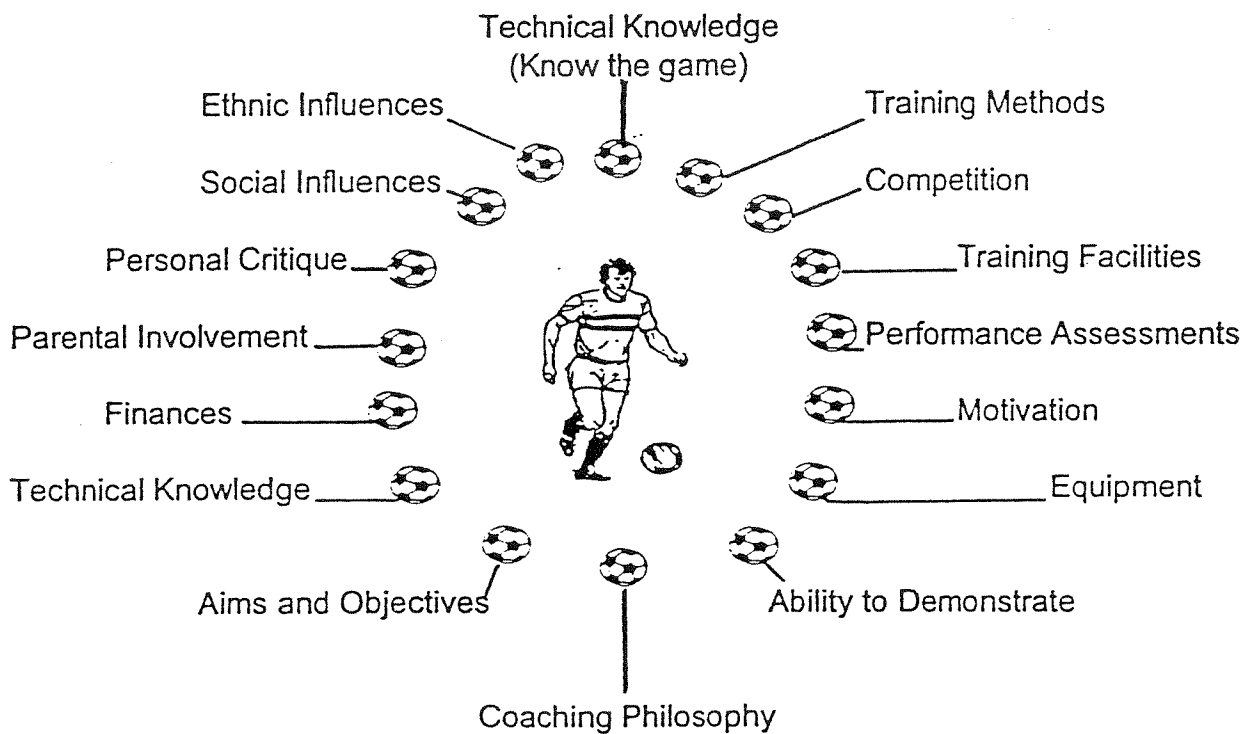 Technical Knowledge
(Know the game)
Ethnic Influences
Training Methods
Social Influences
Competition
Personal Critique
Training Facilities
Parental Involvement
Performance Assessments
Finances
Motivation
Technical Knowledge
Equipment
Aims and Objectives
Ability to Demonstrate
Coaching Philosophy